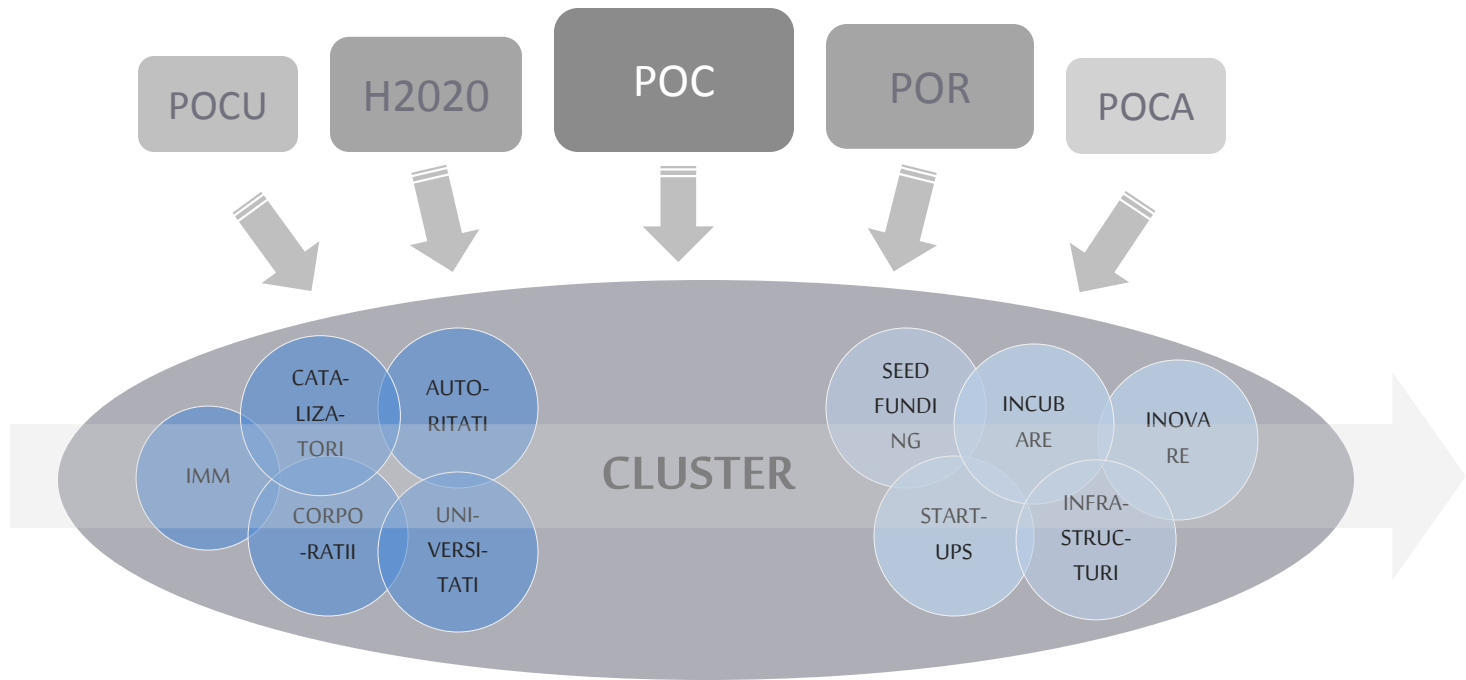 POCU
H2020
POC
POR
POCA
IMM
CATA-
LIZA-
TORI
AUTO-
RITATI
CORPO
-RATII
UNI-
VERSI-
TATI
CLUSTER
SEED
FUNDI
NG
INCUB
ARE
INOVA
RE
START-
UPS
INFRA-
STRUC-
TURI